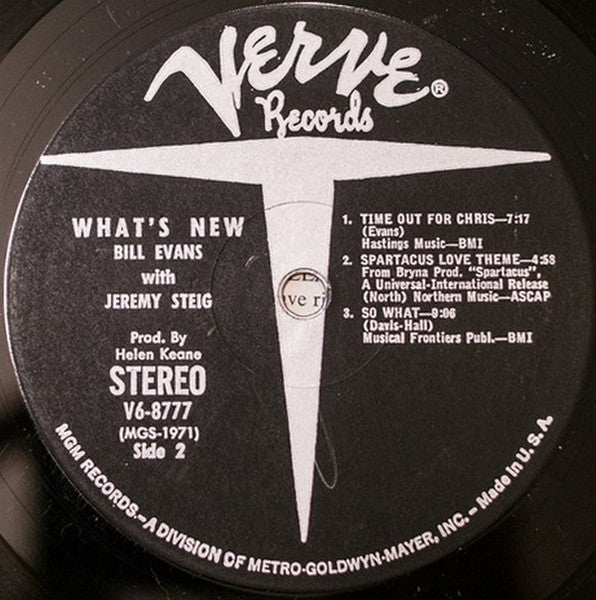 VERVE®
Records
WHAT'S NEW
BILL EVANS
with
JEREMY STEIG
Prod. By
Helen Keane
STEREO
V6-8777
(MGS-1971)
Side 2
1. TIME OUT FOR CHRIS—7:17
(Evans)
Hastings Music—BMI
2. SPARTACUS LOVE THEME—4:58
From Bryna Prod. "Spartacus",
A Universal-International Release
(North) Northern Music—ASCAP
3. SO WHAT—9:06
(Davis-Hall)
Musical Frontiers Publ.—BMI
ve ri
MGM RECORDS—A DIVISION OF METRO-GOLDWYN-MAYER, INC. – Made in U.S.A.